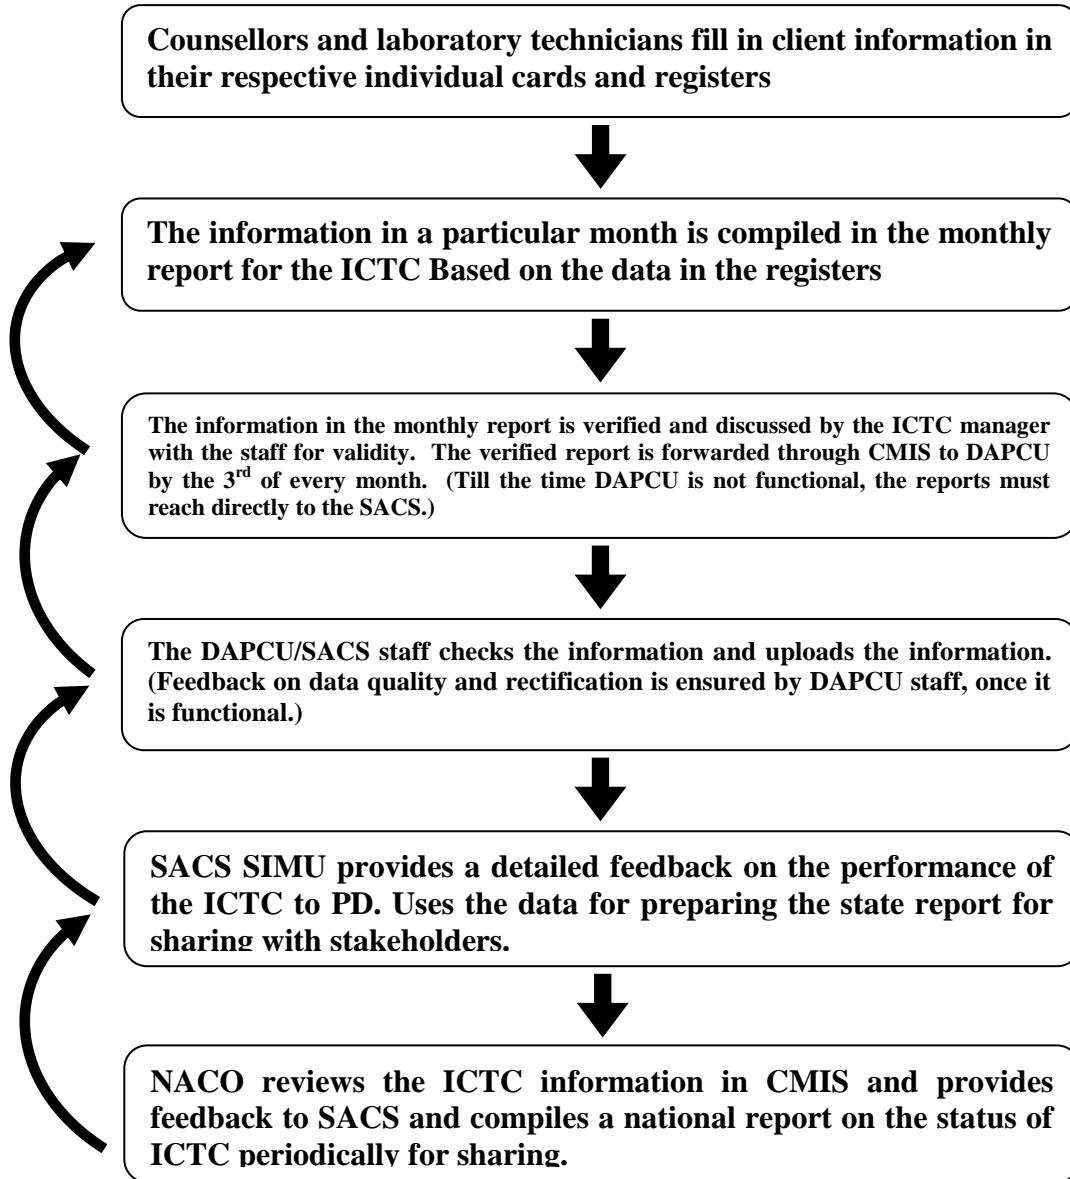 Counsellors and laboratory technicians fill in client information in
their respective individual cards and registers
The information in a particular month is compiled in the monthly
report for the ICTC Based on the data in the registers
The information in the monthly report is verified and discussed by the ICTC manager
with the staff for validity. The verified report is forwarded through CMIS to DAPCU
by the 3rd of every month. (Till the time DAPCU is not functional, the reports must
reach directly to the SACS.)
The DAPCU/SACS staff checks the information and uploads the information.
(Feedback on data quality and rectification is ensured by DAPCU staff, once it
is functional.)
SACS SIMU provides a detailed feedback on the performance of
the ICTC to PD. Uses the data for preparing the state report for
sharing with stakeholders.
NACO reviews the ICTC information in CMIS and provides
feedback to SACS and compiles a national report on the status of
ICTC periodically for sharing.